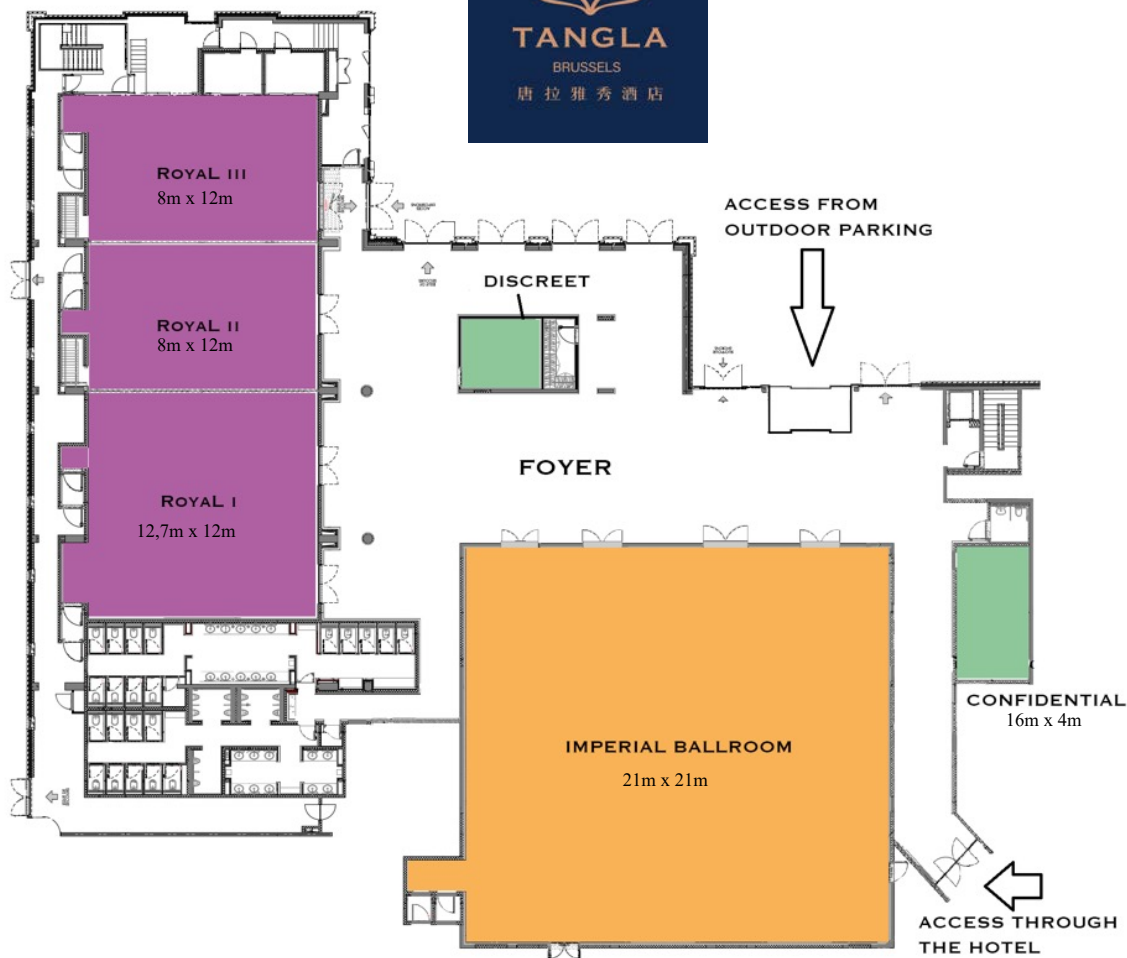 TANGLA
BRUSSELS
唐拉雅秀酒店
ROYAL III
8m x 12m
ACCESS FROM
OUTDOOR PARKING
DISCREET
ROYAL II
8m x 12m
FOYER
ROYAL I
12,7m x 12m
CONFIDENTIAL
16m x 4m
IMPERIAL BALLROOM
21m x 21m
ACCESS THROUGH
THE HOTEL